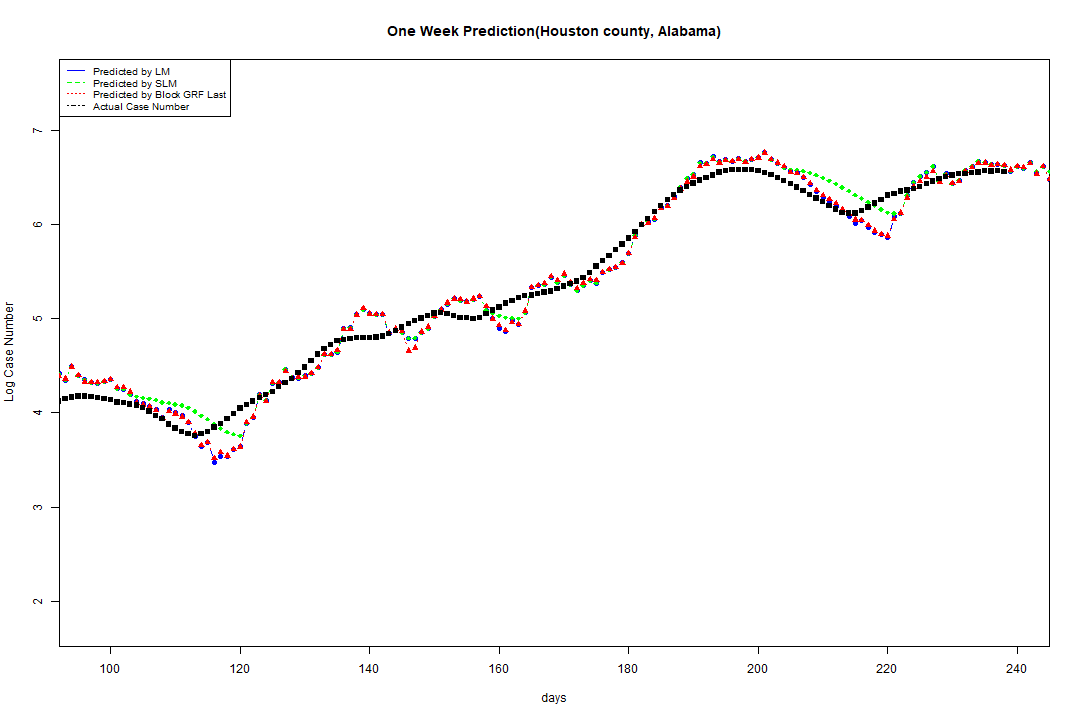 One Week Prediction(Houston county, Alabama)
Predicted by LM
Predicted by SLM
Predicted by Block GRF Last
Actual Case Number
7
6
5
4
3
2
Log Case Number
100 120 140 160 180 200 220 240
days